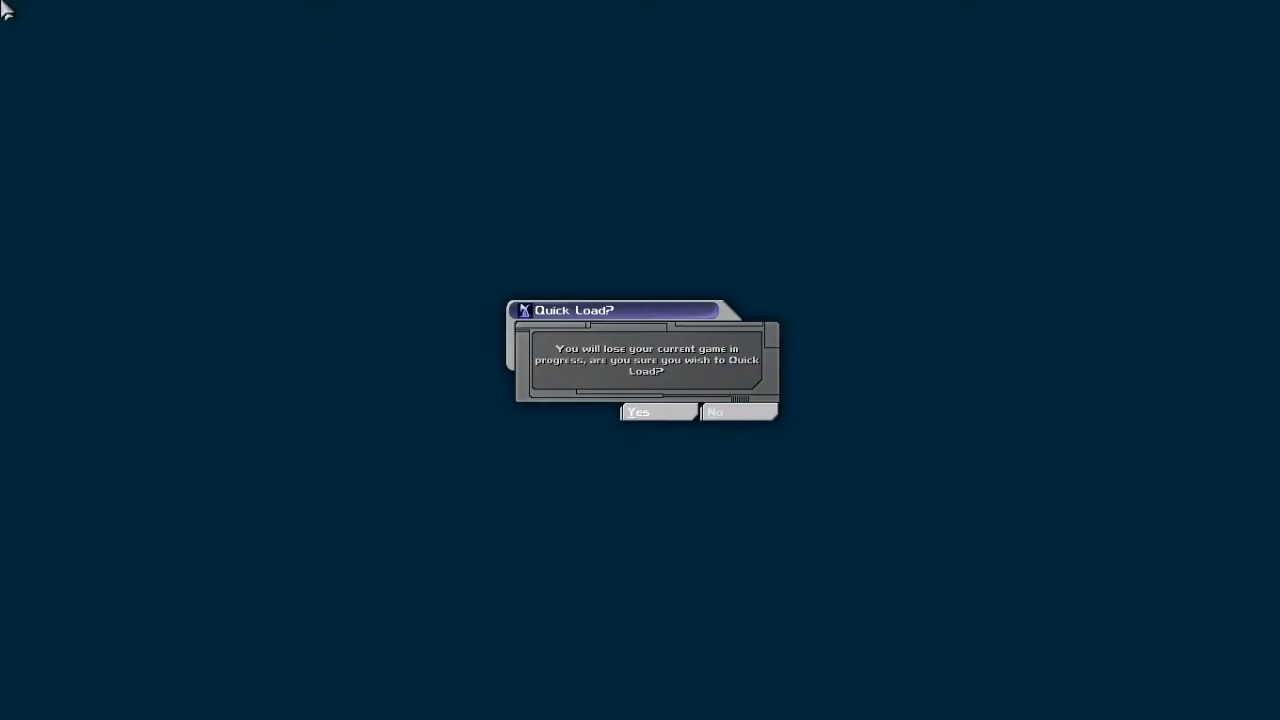 Quick Load?
You will lose your current game in
progress, are you sure you wish to Quick
Load?
Yes
No